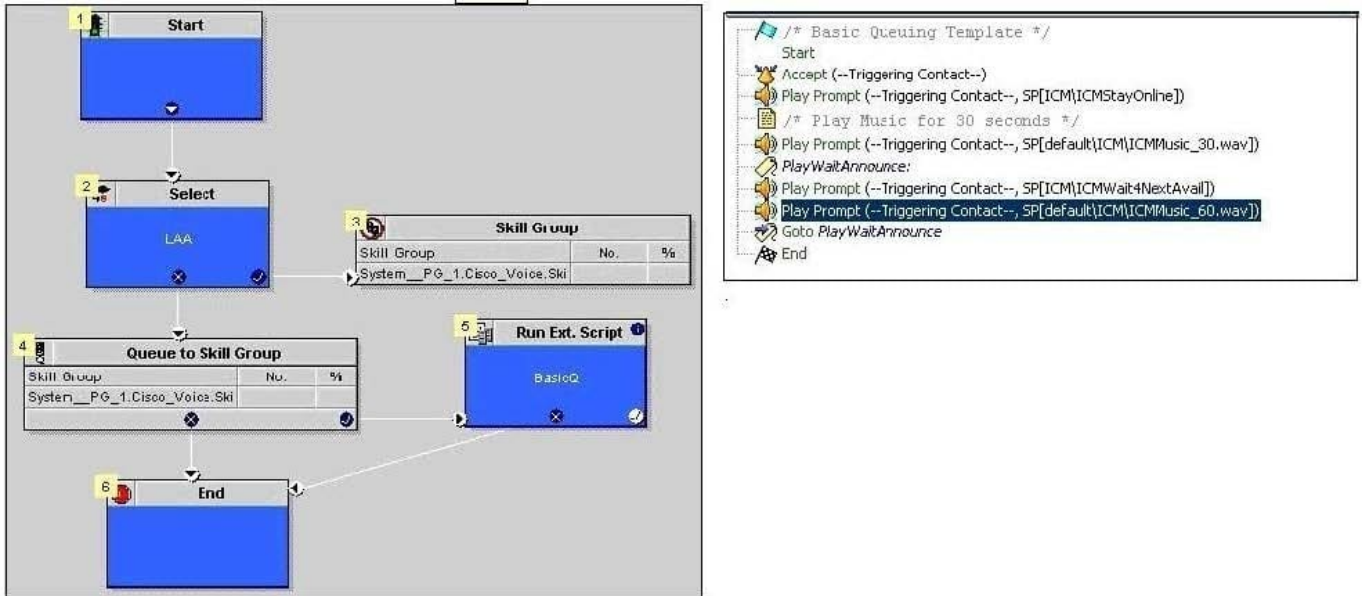 1
Start
2
Select
LAA
3
Skill Group
Skill Group No. %
System__PG_1.Cisco_Voice.Ski
4
Queue to Skill Group
Skill Group No. %
System__PG_1.Cisco_Voice.Ski
5
Run Ext. Script
BasicQ
6
End
/* Basic Queuing Template */
Start
Accept (--Triggering Contact--)
Play Prompt (--Triggering Contact--, SP[ICM\ICMStayOnline])
/* Play Music for 30 seconds */
Play Prompt (--Triggering Contact--, SP[default\ICM\ICMMusic_30.wav])
PlayWaitAnnounce:
Play Prompt (--Triggering Contact--, SP[ICM\ICMWait4NextAvail])
Play Prompt (--Triggering Contact--, SP[default\ICM\ICMMusic_60.wav])
Goto PlayWaitAnnounce
End